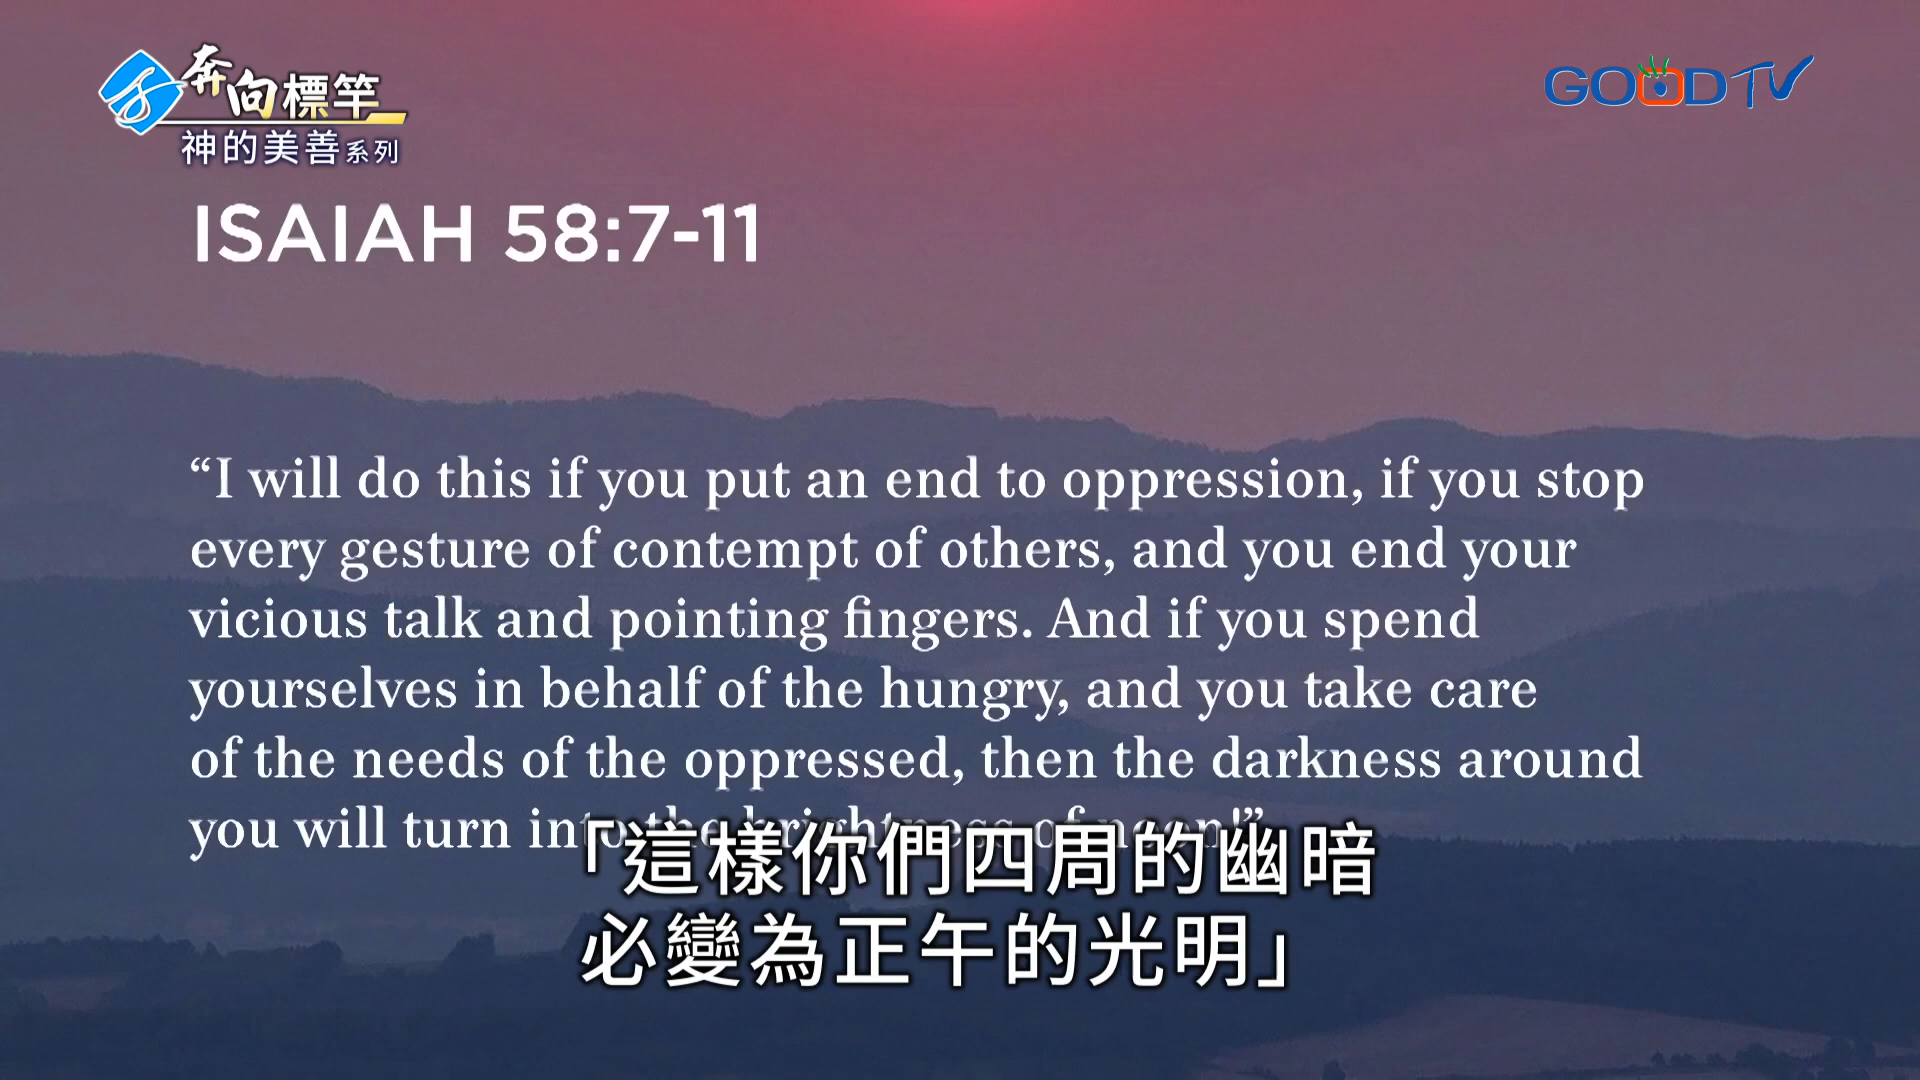 奔向標竿
神的美善系列
GOOD TV
ISAIAH 58:7-11
“I will do this if you put an end to oppression, if you stop
every gesture of contempt of others, and you end your
vicious talk and pointing fingers. And if you spend
yourselves in behalf of the hungry, and you take care
of the needs of the oppressed, then the darkness around
you will turn into the brightness of noon!”
「這樣你們四周的幽暗
必變為正午的光明」